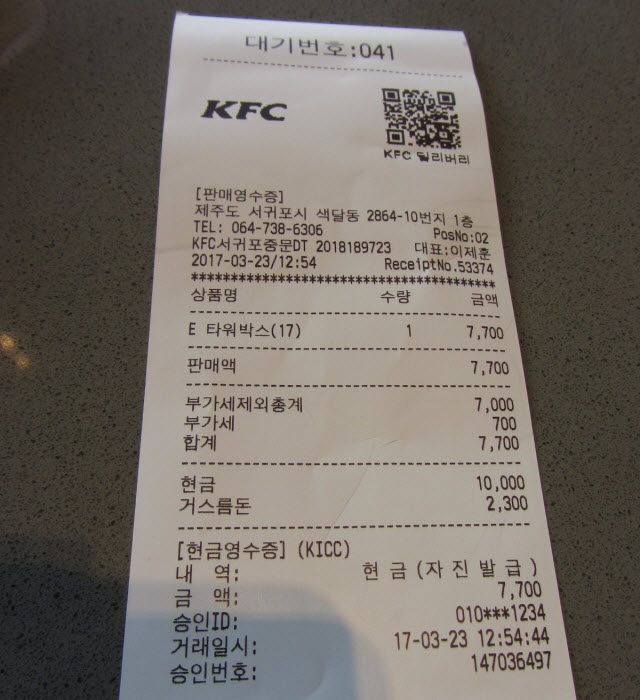 대기번호:041
KFC
KFC 딜리버리
[판매영수증]
제주도 서귀포시 색달동 2864-10번지 1층
TEL: 064-738-6306 PosNo:02
KFC서귀포중문DT 2018189723 대표:이제훈
2017-03-23/12:54 ReceiptNo.53374
****************************************
상품명 수량 금액
E 타워박스(17) 1 7,700
판매액 7,700
부가세제외총계 7,000
부가세 700
합계 7,700
현금 10,000
거스름돈 2,300
[현금영수증] (KICC)
내 역: 현 금 (자 진 발 급 )
금 액: 7,700
승인ID: 010***1234
거래일시: 17-03-23 12:54:44
승인번호: 147036497